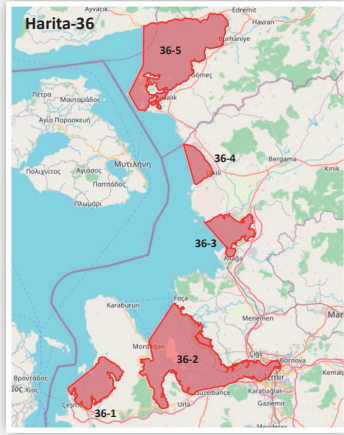 Ayvacık
Edremit
Harita-36
Havran
Burhaniye
36-5
Gömeç
Πέτρα
Μανταμάδος
Αγία Παρασκευή
36-4
Μυτιλήνη
Dikili
Bergama
Kınık
Πολιχνίτος
Αγιάσος
Παππάδος
Πλωμάρι
36-3
Aliağa
Foça
Karaburun
Menemen
Mordoğan
36-2
Çiğli
Bornova
Βροντάδος
Χίος
Güzelbahçe
Karabağlar
Çeşme
36-1
Urla
Gaziemir
Menderes